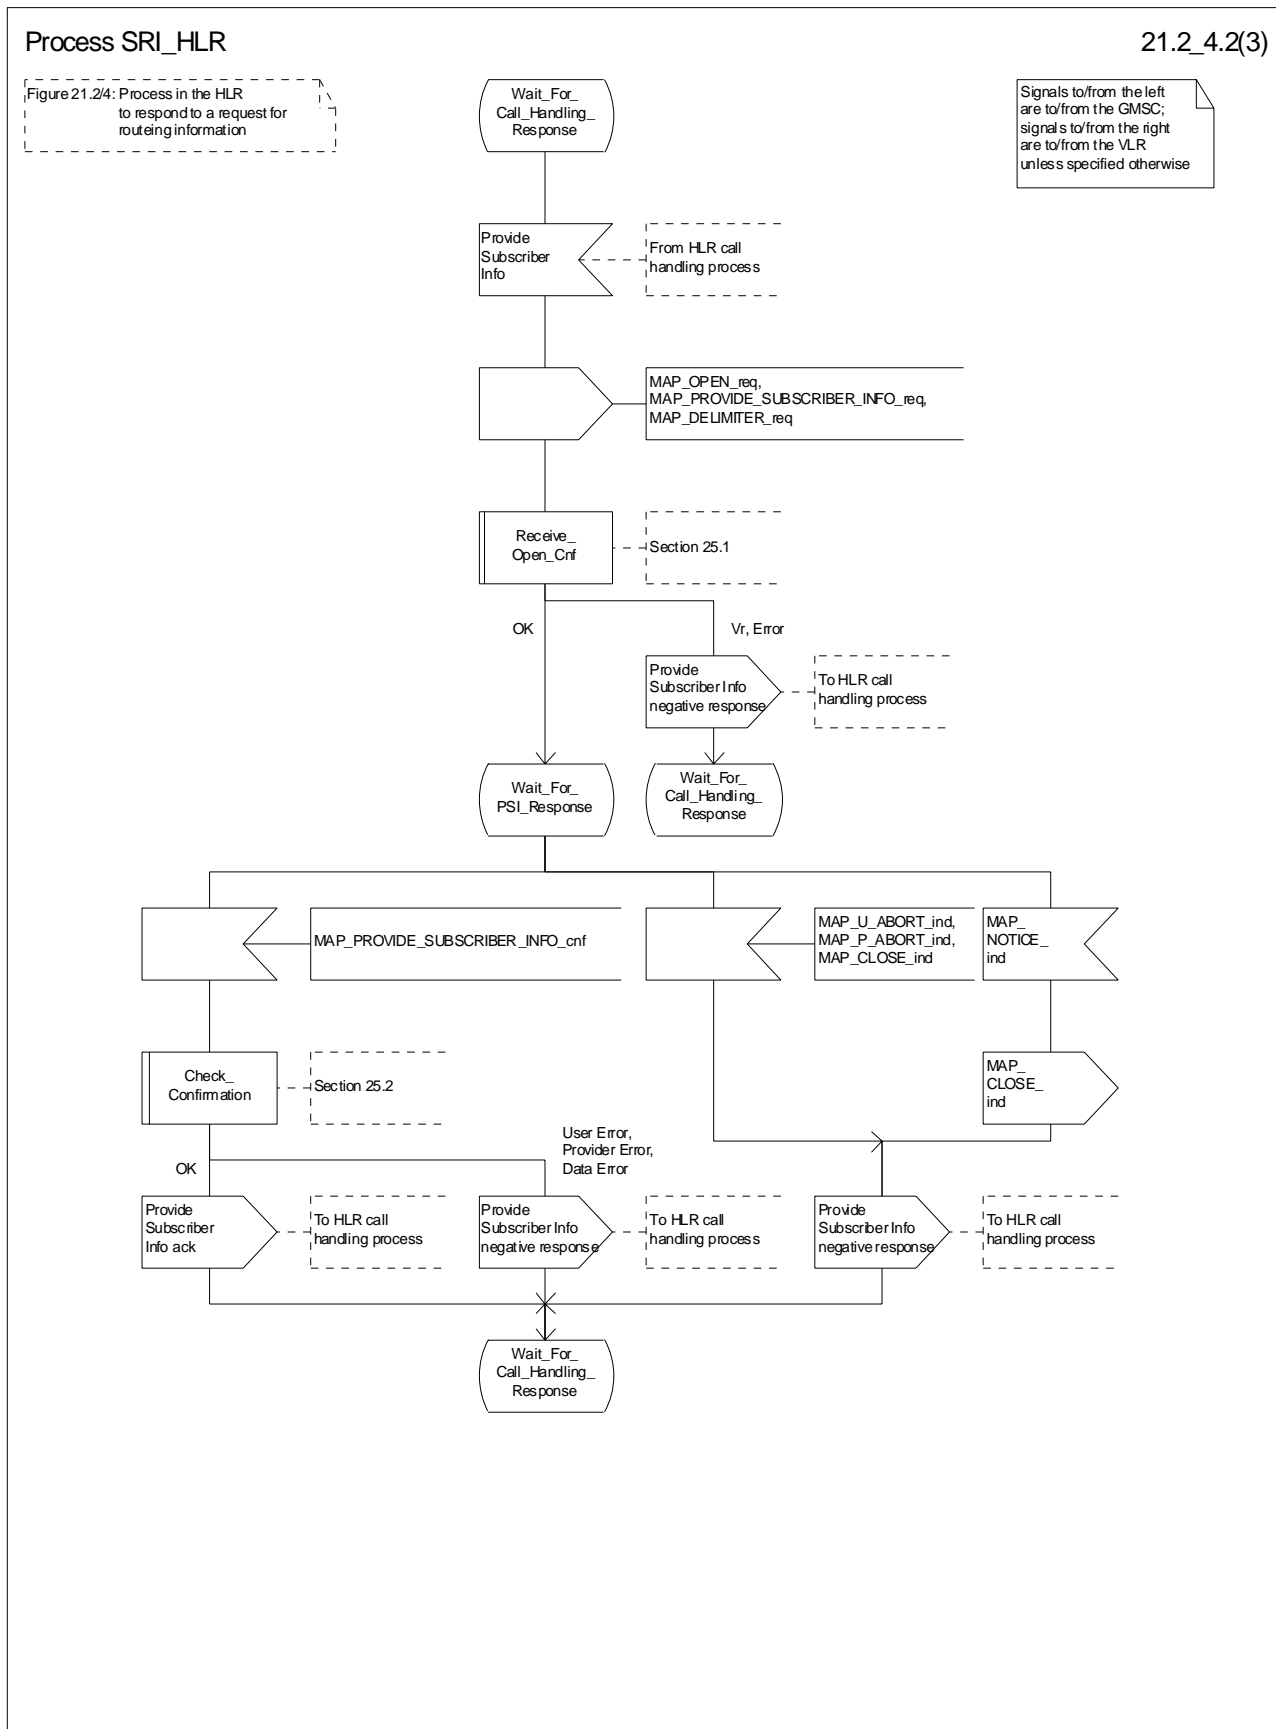 Process SRI_HLR
21.2_4.2(3)
Figure 21.2/4: Process in the HLR
to respond to a request for
routeing information
Wait_For_
Call_Handling_
Response
Signals to/from the left
are to/from the GMSC;
signals to/from the right
are to/from the VLR
unless specified otherwise
Provide
Subscriber
Info
From HLR call
handling process
MAP_OPEN_req,
MAP_PROVIDE_SUBSCRIBER_INFO_req,
MAP_DELIMITER_req
Receive_
Open_Cnf
Section 25.1
OK
Vr, Error
Provide
Subscriber Info
negative response
To HLR call
handling process
Wait_For_
PSI_Response
Wait_For_
Call_Handling_
Response
MAP_PROVIDE_SUBSCRIBER_INFO_cnf
MAP_U_ABORT_ind,
MAP_P_ABORT_ind,
MAP_CLOSE_ind
MAP_
NOTICE_
ind
Check_
Confirmation
Section 25.2
MAP_
CLOSE_
ind
OK
User Error,
Provider Error,
Data Error
Provide
Subscriber
Info ack
To HLR call
handling process
Provide
Subscriber Info
negative response
To HLR call
handling process
Provide
Subscriber Info
negative response
To HLR call
handling process
Wait_For_
Call_Handling_
Response